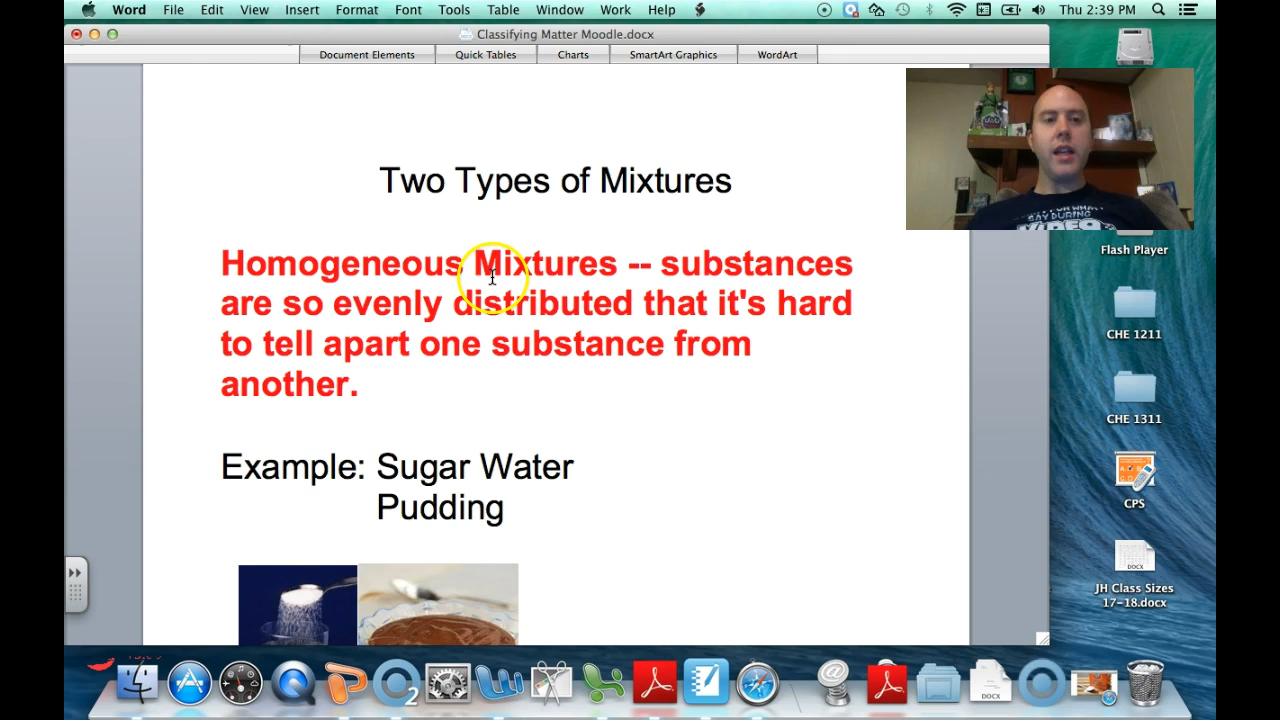 Word File Edit View Insert Format Font Tools Table Window Work Help Thu 2:39 PM
Classifying Matter Moodle.docx
Document Elements Quick Tables Charts SmartArt Graphics WordArt
Two Types of Mixtures
Homogeneous Mixtures -- substances
are so evenly distributed that it's hard
to tell apart one substance from
another.
Example: Sugar Water
Pudding
Flash Player
CHE 1211
CHE 1311
CPS
DOCX
JH Class Sizes
17-18.docx
2
DOCX